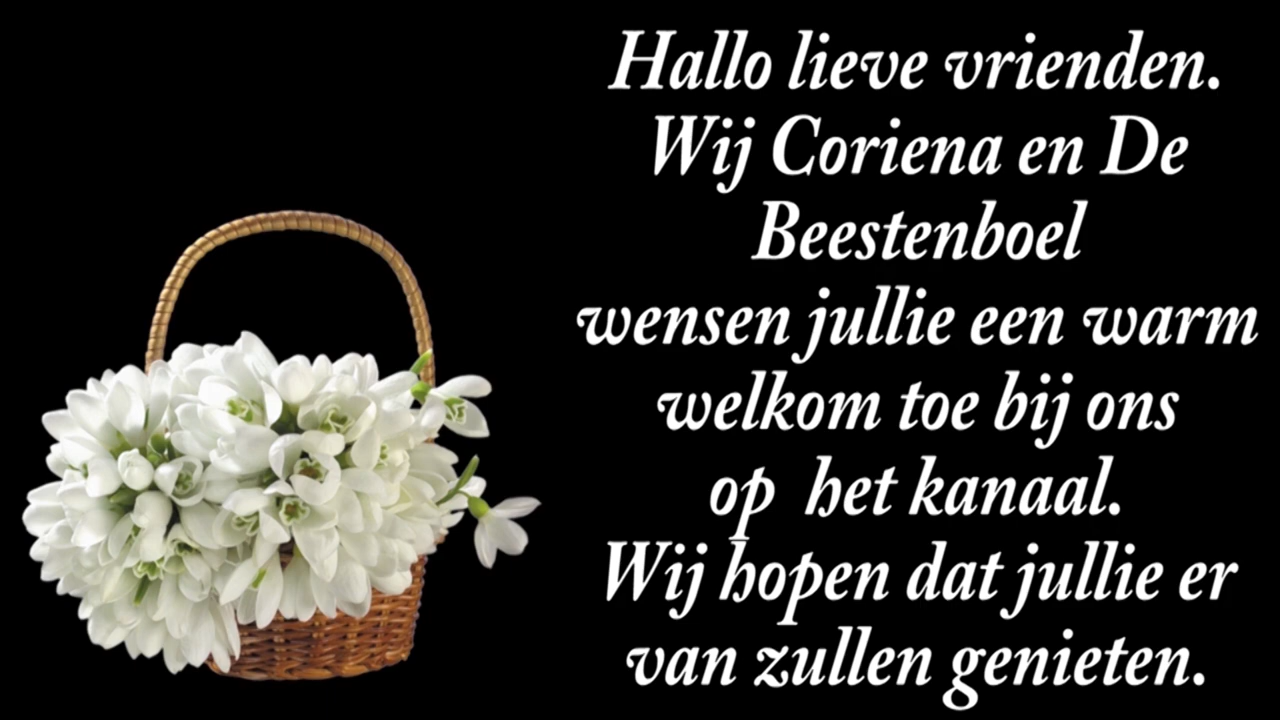 Hallo lieve vrienden.
Wij Coriena en De
Beestenboel
wensen jullie een warm
welkom toe bij ons
op het kanaal.
Wij hopen dat jullie er
van zullen genieten.